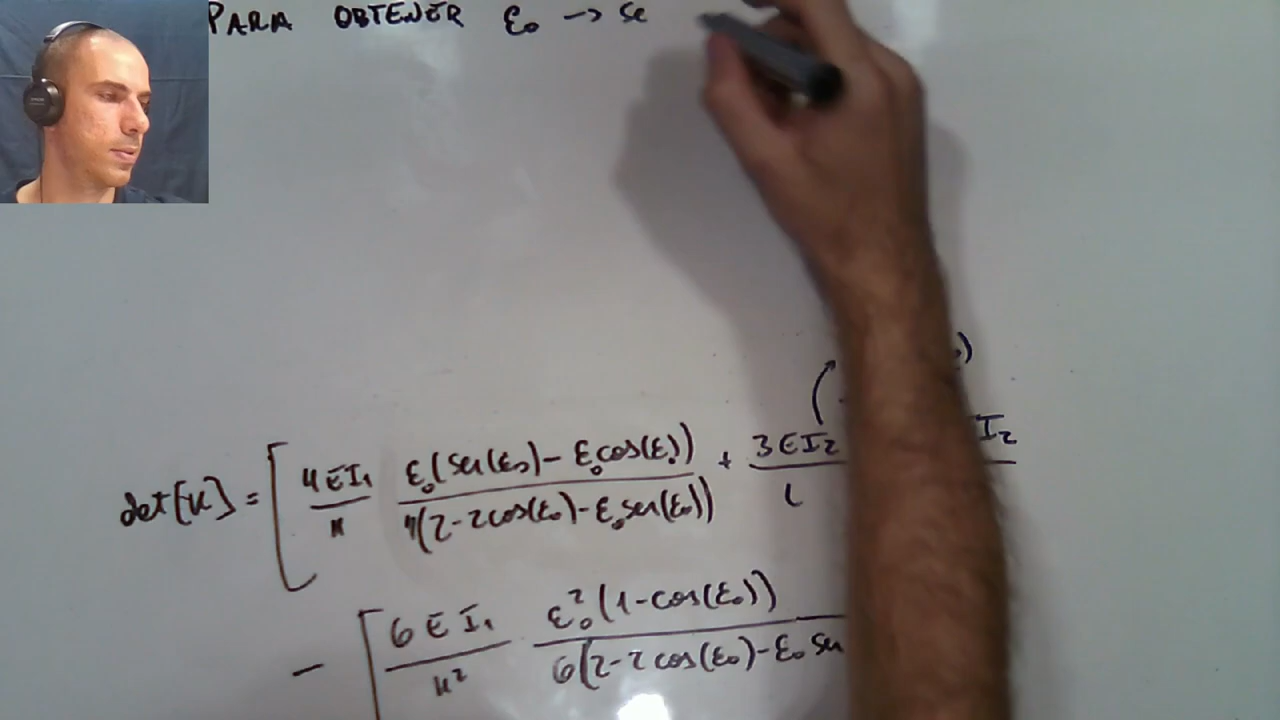 PARA OBTENER ε₀ → se
)
det[K] = [ 4EI₁/H ε₀(sen(ε₀) - ε₀cos(ε₀))/4(2-2cos(ε₀)-ε₀sen(ε₀)) + 3EI₂/L I₂
- [ 6EI₁/H² ε₀²(1-cos(ε₀))/6(2-2cos(ε₀)-ε₀ sen